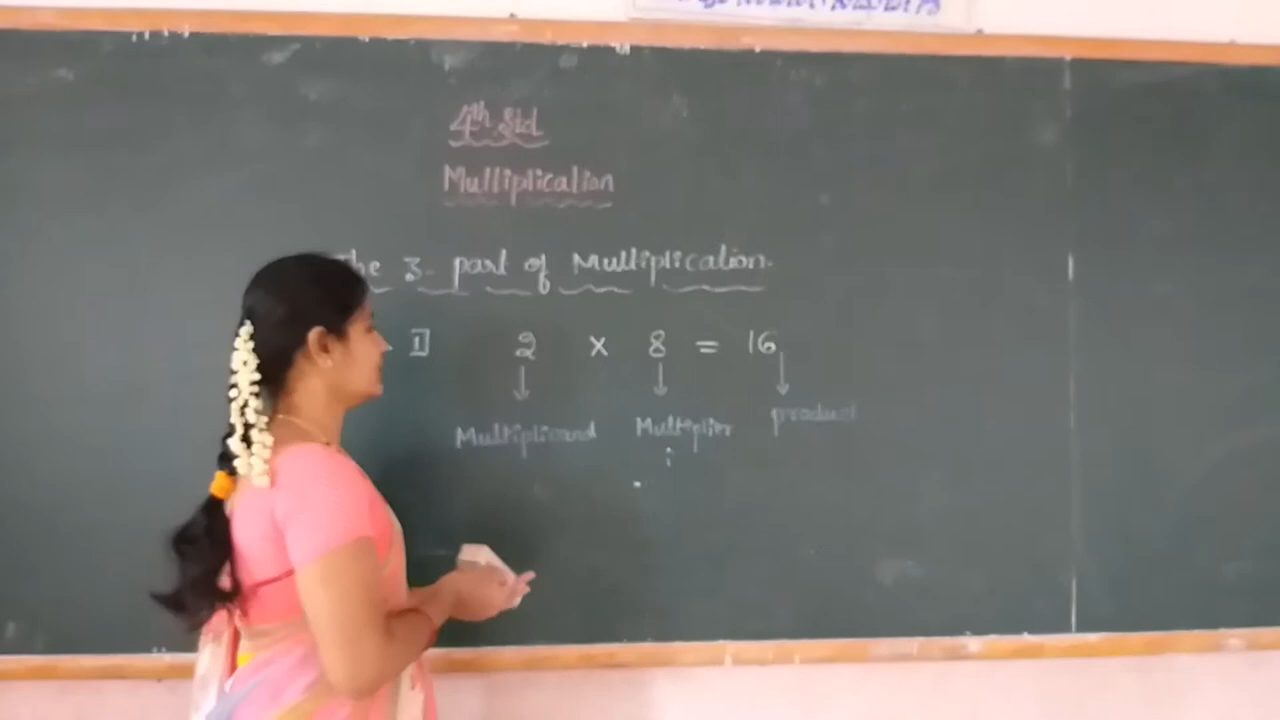 4th Std
Multiplication
The 3 part of Multiplication.
1 2 x 8 = 16
Multiplicand Multiplier product